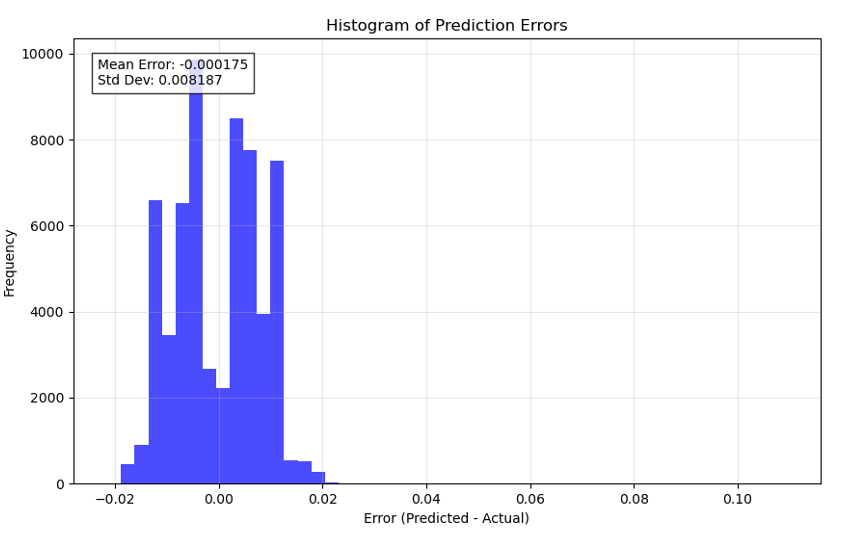 Histogram of Prediction Errors
Mean Error: -0.000175
Std Dev: 0.008187
10000
8000
6000
4000
2000
0
Frequency
−0.02 0.00 0.02 0.04 0.06 0.08 0.10
Error (Predicted - Actual)